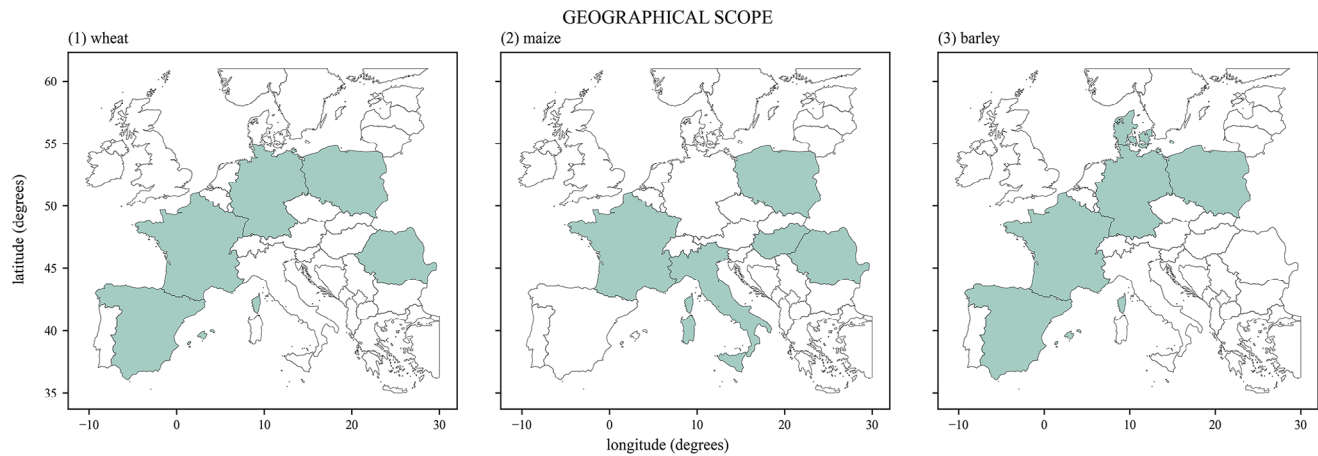 GEOGRAPHICAL SCOPE
(1) wheat
(2) maize
(3) barley
latitude (degrees)
60
55
50
45
40
35
−10 0 10 20 30
−10 0 10 20 30
−10 0 10 20 30
longitude (degrees)